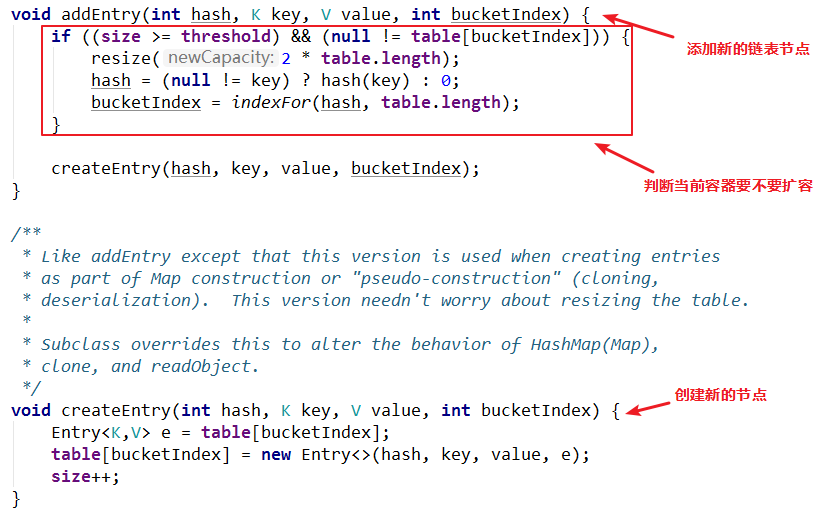 void addEntry(int hash, K key, V value, int bucketIndex) {
添加新的链表节点
if ((size >= threshold) && (null != table[bucketIndex])) {
resize( newCapacity: 2 * table.length);
hash = (null != key) ? hash(key) : 0;
bucketIndex = indexFor(hash, table.length);
}
判断当前容器要不要扩容
createEntry(hash, key, value, bucketIndex);
}
/**
* Like addEntry except that this version is used when creating entries
* as part of Map construction or "pseudo-construction" (cloning,
* deserialization).  This version needn't worry about resizing the table.
*
* Subclass overrides this to alter the behavior of HashMap(Map),
* clone, and readObject.
*/
创建新的节点
void createEntry(int hash, K key, V value, int bucketIndex) {
Entry<K,V> e = table[bucketIndex];
table[bucketIndex] = new Entry<>(hash, key, value, e);
size++;
}